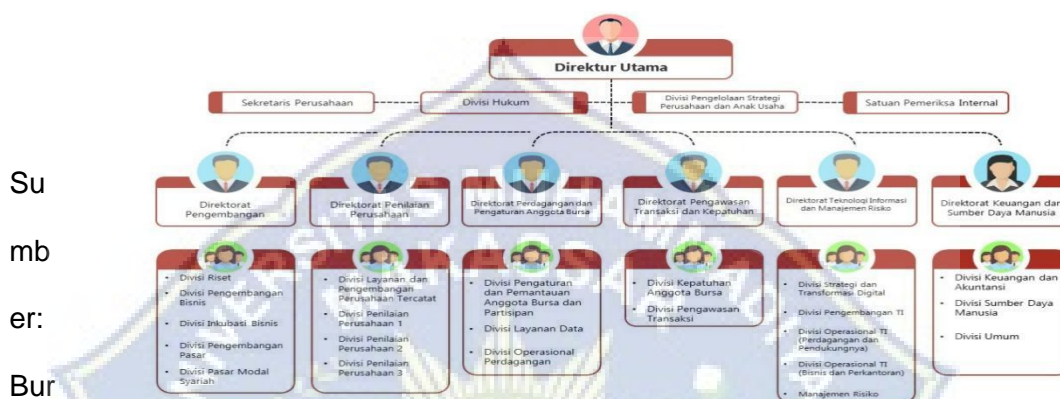 Direktur Utama
Sekretaris Perusahaan
Divisi Hukum
Divisi Pengelolaan Strategi
Perusahaan dan Anak Usaha
Satuan Pemeriksa Internal
Direktorat
Pengembangan
Direktorat Penilaian
Perusahaan
Direktorat Perdagangan dan
Pengaturan Anggota Bursa
Direktorat Pengawasan
Transaksi dan Kepatuhan
Direktorat Teknologi Informasi
dan Manajemen Risiko
Direktorat Keuangan dan
Sumber Daya Manusia
• Divisi Riset
• Divisi Pengembangan
Bisnis
• Divisi Inkubasi Bisnis
• Divisi Pengembangan
Pasar
• Divisi Pasar Modal
Syariah
• Divisi Layanan dan
Pengembangan
Perusahaan Tercatat
• Divisi Penilaian
Perusahaan 1
• Divisi Penilaian
Perusahaan 2
• Divisi Penilaian
Perusahaan 3
• Divisi Pengaturan
dan Pemantauan
Anggota Bursa dan
Partisipan
• Divisi Layanan Data
• Divisi Operasional
Perdagangan
• Divisi Kepatuhan
Anggota Bursa
• Divisi Pengawasan
Transaksi
• Divisi Strategi dan
Transformasi Digital
• Divisi Pengembangan TI
• Divisi Operasional TI
(Perdagangan dan
Pendukungnya)
• Divisi Operasional TI
(Bisnis dan Perkantoran)
• Manajemen Risiko
• Divisi Keuangan dan
Akuntansi
• Divisi Sumber Daya
Manusia
• Divisi Umum
Su
mb
er:
Bur